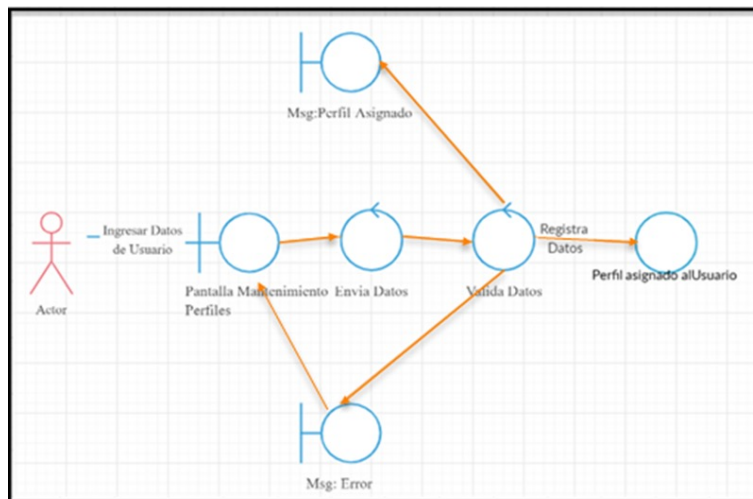 Msg:Perfil Asignado
Ingresar Datos
de Usuario
Registra
Datos
Actor
Pantalla Mantenimiento
Perfiles
Envia Datos
Valida Datos
Perfil asignado alUsuario
Msg: Error